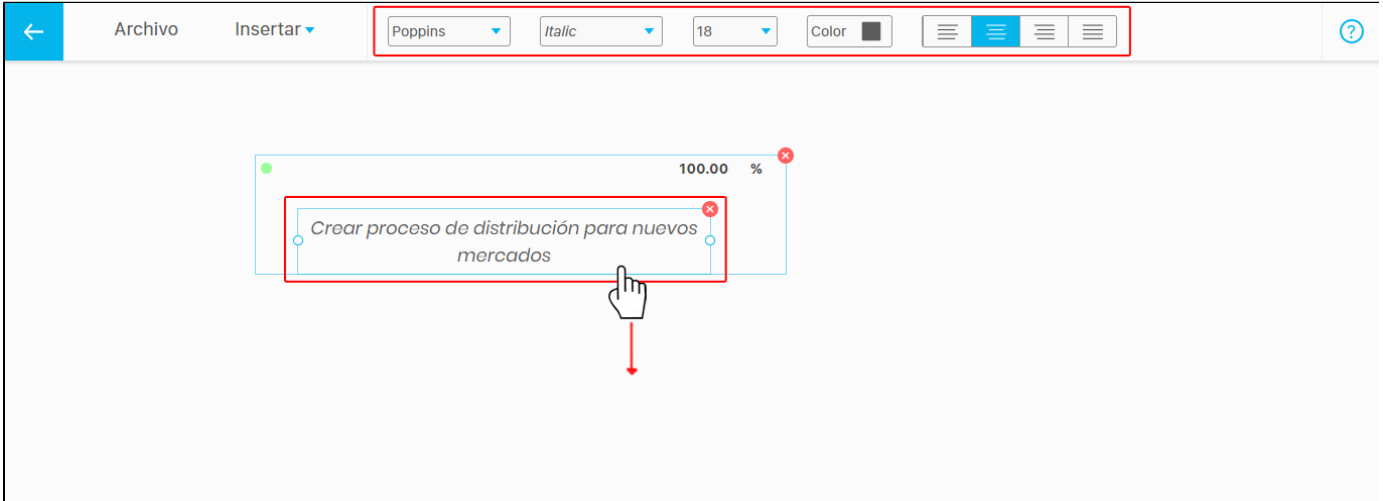 Archivo Insertar Poppins Italic 18 Color ?
100.00 %
Crear proceso de distribución para nuevos
mercados